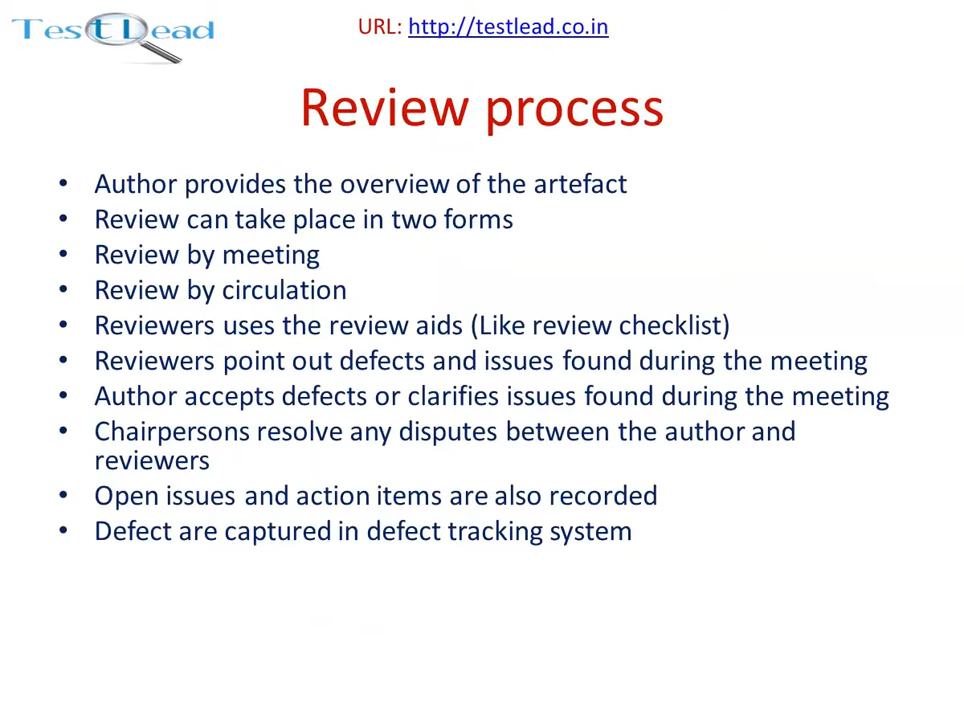 TestLead
URL: http://testlead.co.in
Review process
• Author provides the overview of the artefact
• Review can take place in two forms
• Review by meeting
• Review by circulation
• Reviewers uses the review aids (Like review checklist)
• Reviewers point out defects and issues found during the meeting
• Author accepts defects or clarifies issues found during the meeting
• Chairpersons resolve any disputes between the author and
reviewers
• Open issues and action items are also recorded
• Defect are captured in defect tracking system